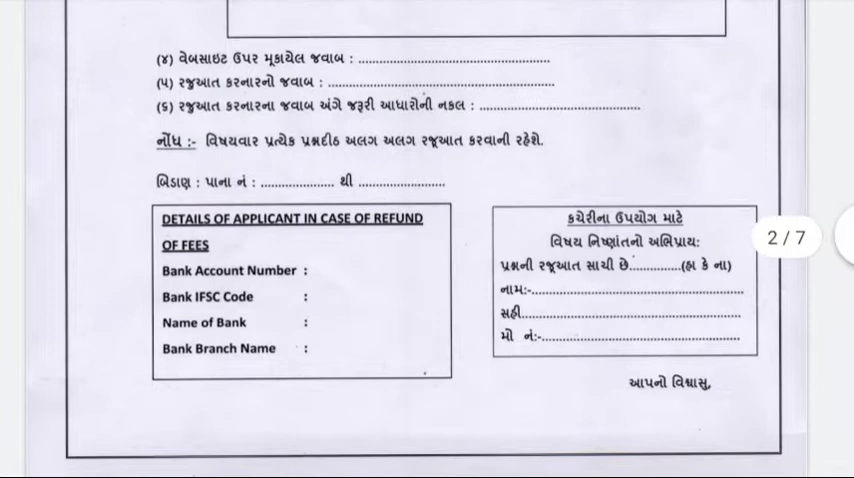 (૪) વેબસાઇટ ઉપર મૂકાયેલ જવાબ : ................................................
(૫) રજુઆત કરનારનો જવાબ : .........................................................
(૬) રજુઆત કરનારના જવાબ અંગે જરૂરી આધારોની નકલ : ........................................
નોંધ :- વિષયવાર પ્રત્યેક પ્રશ્નદીઠ અલગ અલગ રજૂઆત કરવાની રહેશે.
બિડાણ : પાના નં : ................... થી ......................
DETAILS OF APPLICANT IN CASE OF REFUND
OF FEES
Bank Account Number :
Bank IFSC Code :
Name of Bank :
Bank Branch Name :
કચેરીના ઉપયોગ માટે
વિષય નિષ્ણાંતનો અભિપ્રાય:
પ્રશ્નની રજૂઆત સાચી છે.............(હા કે ના)
નામ:-......................................................
સહી.......................................................
મો નં:-..................................................
2 / 7
આપનો વિશ્વાસુ,